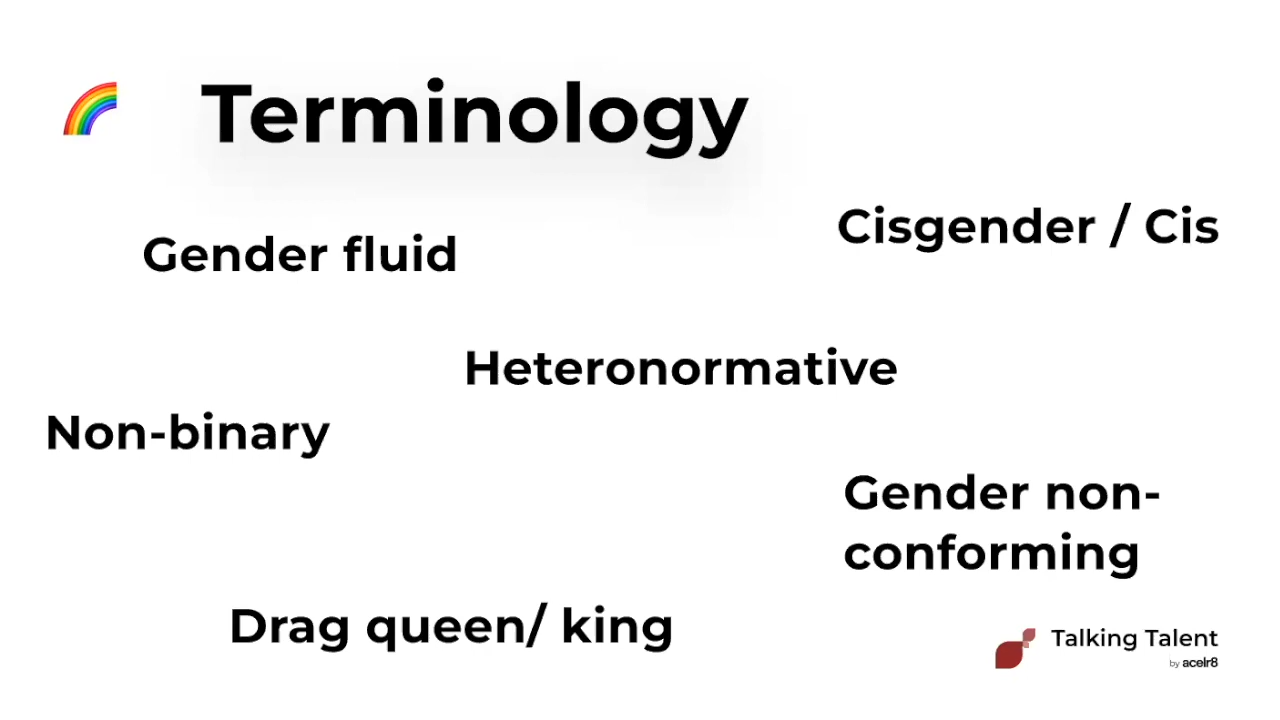 Terminology
Cisgender / Cis
Gender fluid
Heteronormative
Non-binary
Gender non-
conforming
Drag queen/ king
Talking Talent
by acelr8